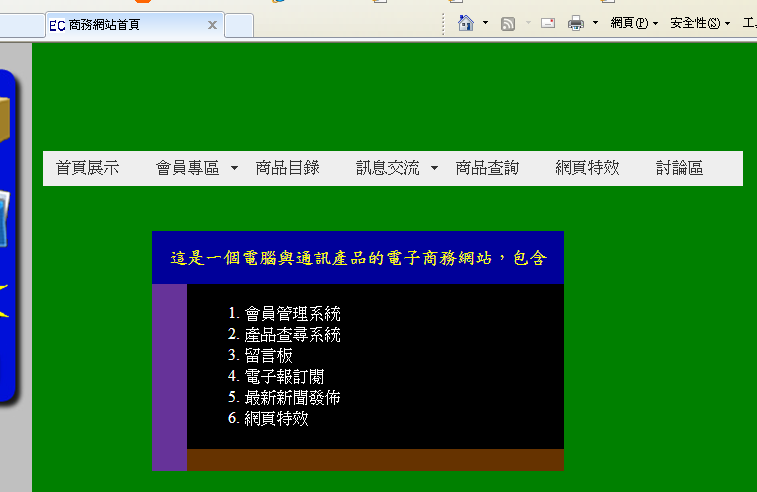 EC 商務網站首頁
網頁(P) 安全性(S) 工
首頁展示 會員專區 商品目錄 訊息交流 商品查詢 網頁特效 討論區
這是一個電腦與通訊產品的電子商務網站，包含
1. 會員管理系統
2. 產品查尋系統
3. 留言板
4. 電子報訂閱
5. 最新新聞發佈
6. 網頁特效